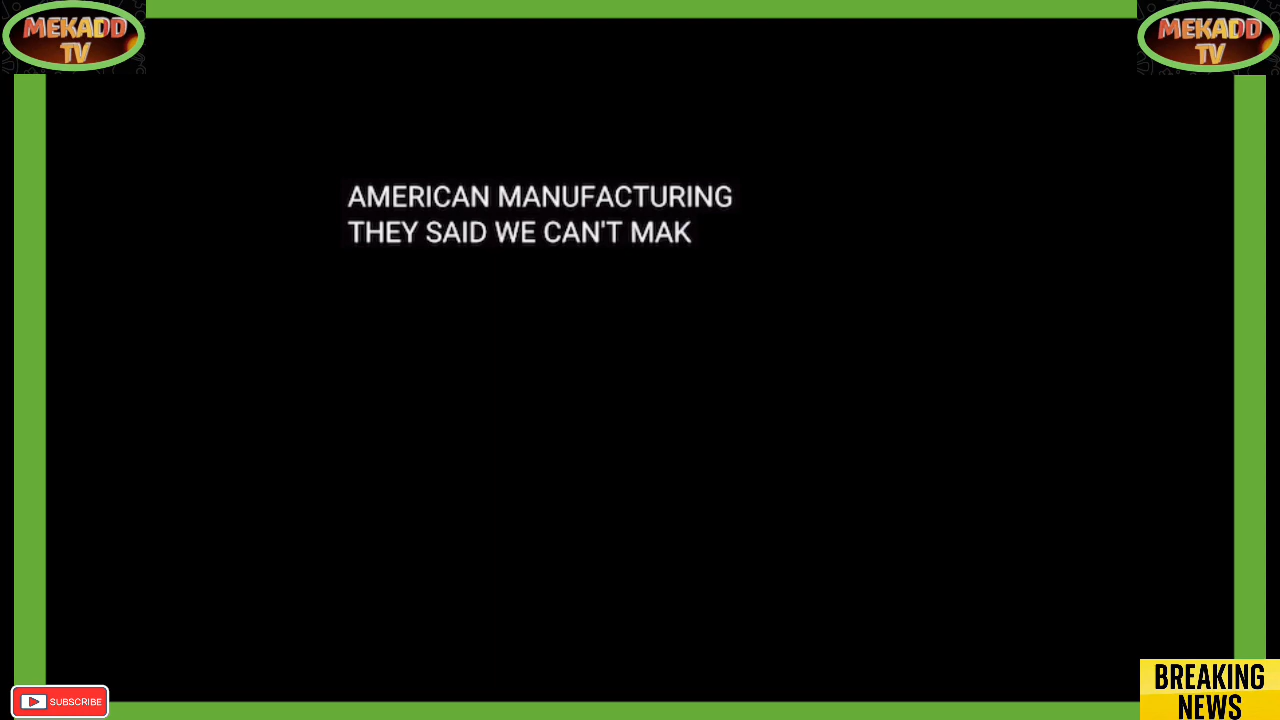 MEKADD
TV
MEKADD
TV
AMERICAN MANUFACTURING
THEY SAID WE CAN'T MAK
SUBSCRIBE
BREAKING
NEWS